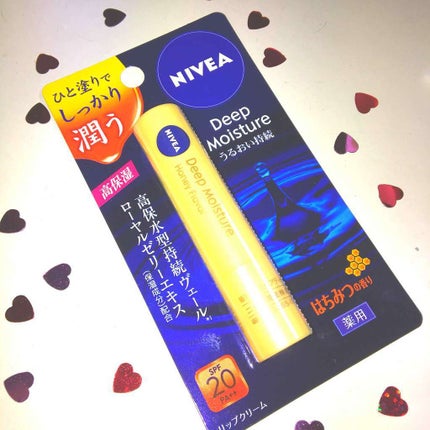 ひと塗りで
しっかり
潤う
NIVEA
Deep
Moisture
うるおい持続
高保湿
高保水型持続ヴェール
ローヤルゼリーエキス
(保湿成分)配合
NIVEA
Deep Moisture
Honey Flavor
はちみつの香り
薬用
SPF
20
PA++
リップクリーム